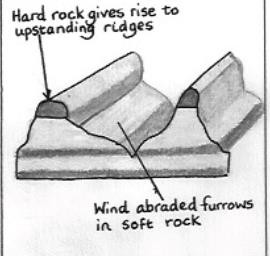 Hard rock gives rise to
upstanding ridges
Wind abraded furrows
in soft rock